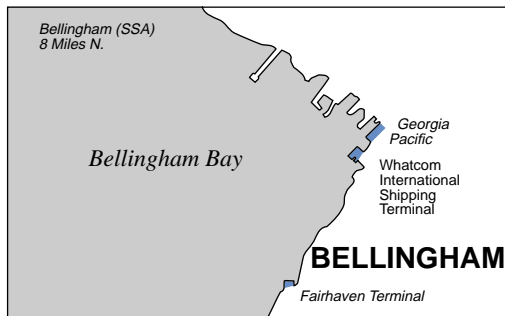 Bellingham (SSA)
8 Miles N.
Georgia
Pacific
Bellingham Bay
Whatcom
International
Shipping
Terminal
BELLINGHAM
Fairhaven Terminal